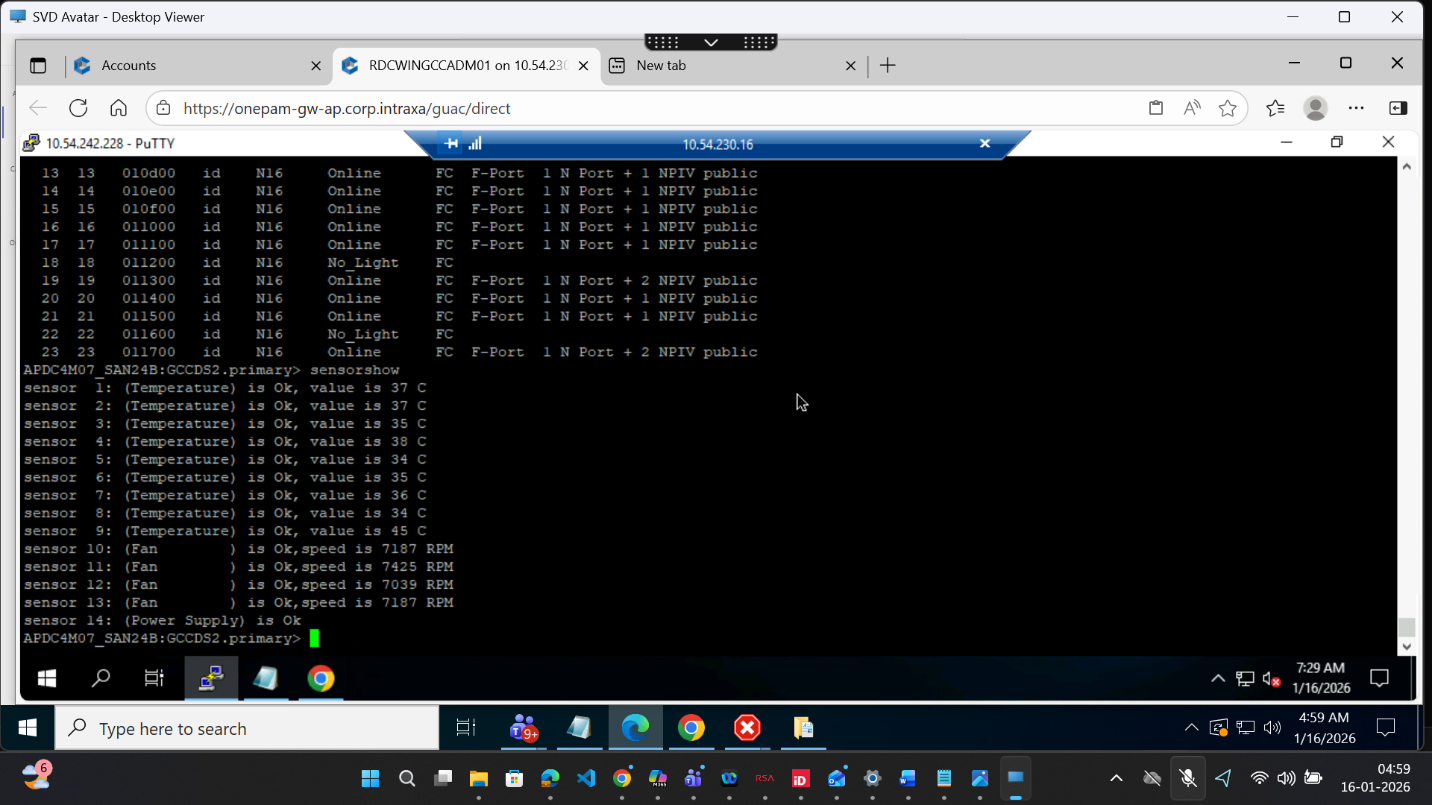 SVD Avatar - Desktop Viewer
Accounts
RDCWINGCCADM01 on 10.54.230
New tab
https://onepam-gw-ap.corp.intraxa/guac/direct
10.54.242.228 - PuTTY
10.54.230.16
13 13 010d00 id N16 Online FC F-Port 1 N Port + 1 NPIV public
14 14 010e00 id N16 Online FC F-Port 1 N Port + 1 NPIV public
15 15 010f00 id N16 Online FC F-Port 1 N Port + 1 NPIV public
16 16 011000 id N16 Online FC F-Port 1 N Port + 1 NPIV public
17 17 011100 id N16 Online FC F-Port 1 N Port + 1 NPIV public
18 18 011200 id N16 No_Light FC
19 19 011300 id N16 Online FC F-Port 1 N Port + 2 NPIV public
20 20 011400 id N16 Online FC F-Port 1 N Port + 1 NPIV public
21 21 011500 id N16 Online FC F-Port 1 N Port + 1 NPIV public
22 22 011600 id N16 No_Light FC
23 23 011700 id N16 Online FC F-Port 1 N Port + 2 NPIV public
APDC4M07_SAN24B:GCCDS2.primary> sensorshow
sensor 1: (Temperature) is Ok, value is 37 C
sensor 2: (Temperature) is Ok, value is 37 C
sensor 3: (Temperature) is Ok, value is 35 C
sensor 4: (Temperature) is Ok, value is 38 C
sensor 5: (Temperature) is Ok, value is 34 C
sensor 6: (Temperature) is Ok, value is 35 C
sensor 7: (Temperature) is Ok, value is 36 C
sensor 8: (Temperature) is Ok, value is 34 C
sensor 9: (Temperature) is Ok, value is 45 C
sensor 10: (Fan ) is Ok,speed is 7187 RPM
sensor 11: (Fan ) is Ok,speed is 7425 RPM
sensor 12: (Fan ) is Ok,speed is 7039 RPM
sensor 13: (Fan ) is Ok,speed is 7187 RPM
sensor 14: (Power Supply) is Ok
APDC4M07_SAN24B:GCCDS2.primary>
7:29 AM
1/16/2026
Type here to search
9+
4:59 AM
1/16/2026
6
RSA
iD
04:59
16-01-2026